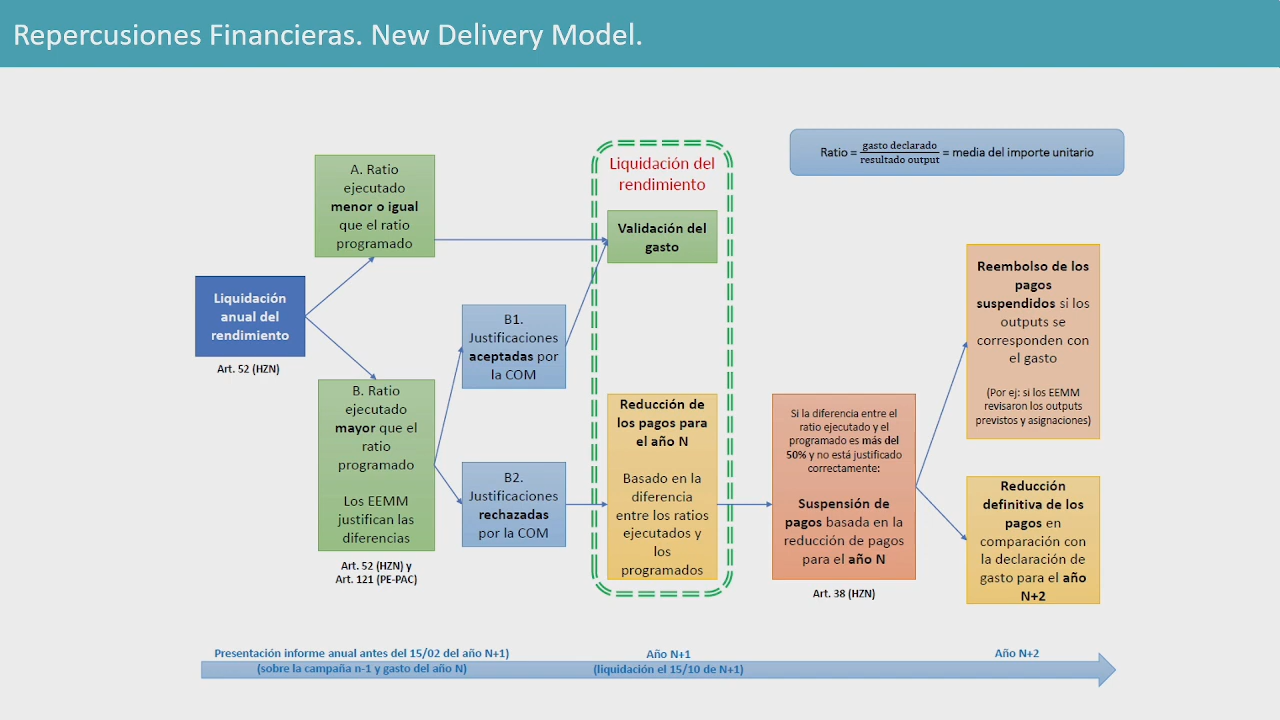 Repercusiones Financieras. New Delivery Model.
Ratio = gasto declarado / resultado output = media del importe unitario
Liquidación
anual del
rendimiento
Art. 52 (HZN)
A. Ratio
ejecutado
menor o igual
que el ratio
programado
B. Ratio
ejecutado
mayor que el
ratio
programado
Los EEMM
justifican las
diferencias
Art. 52 (HZN) y
Art. 121 (PE-PAC)
B1.
Justificaciones
aceptadas por
la COM
B2.
Justificaciones
rechazadas
por la COM
Liquidación del
rendimiento
Validación del
gasto
Reducción de
los pagos para
el año N
Basado en la
diferencia
entre los ratios
ejecutados y
los
programados
Si la diferencia entre el
ratio ejecutado y el
programado es más del
50% y no está justificado
correctamente:
Suspensión de
pagos basada en la
reducción de pagos
para el año N
Art. 38 (HZN)
Reembolso de los
pagos
suspendidos si los
outputs se
corresponden con
el gasto
(Por ej: si los EEMM
revisaron los outputs
previstos y asignaciones)
Reducción
definitiva de los
pagos en
comparación con
la declaración de
gasto para el año
N+2
Presentación informe anual antes del 15/02 del año N+1)
(sobre la campaña n-1 y gasto del año N)
Año N+1
(liquidación el 15/10 de N+1)
Año N+2